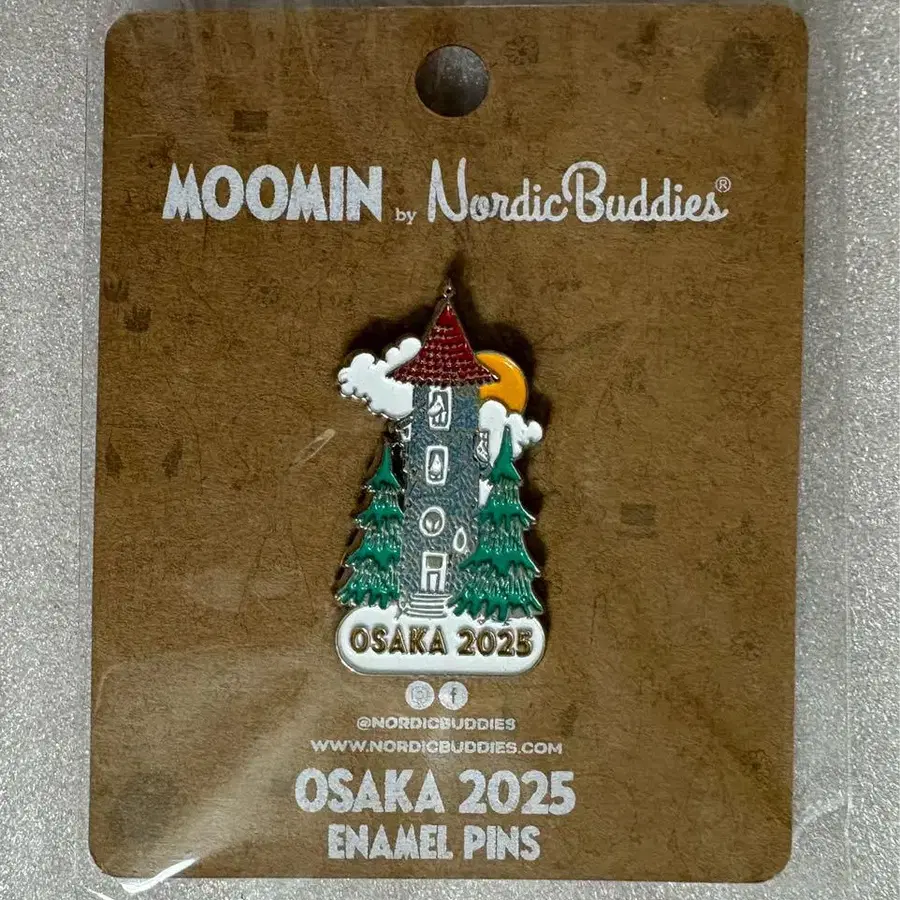 MOOMIN by NordicBuddies®
OSAKA 2025
@NORDICBUDDIES
WWW.NORDICBUDDIES.COM
OSAKA 2025
ENAMEL PINS